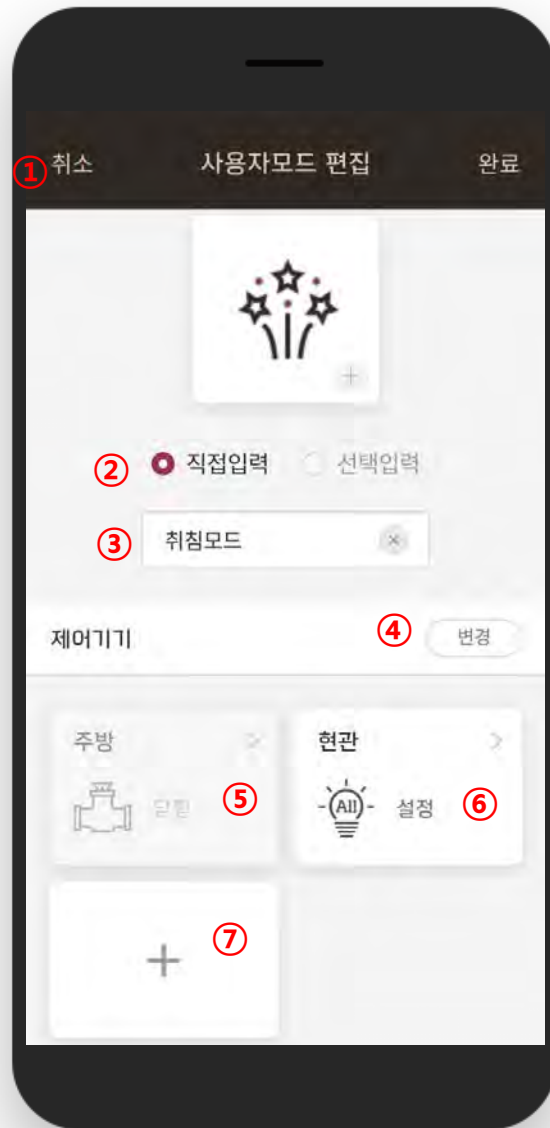 ① 취소 사용자모드 편집 완료
② 직접입력 선택입력
③ 취침모드
제어기기 ④ 변경
주방 현관
닫힘 ⑤ All 설정 ⑥
⑦